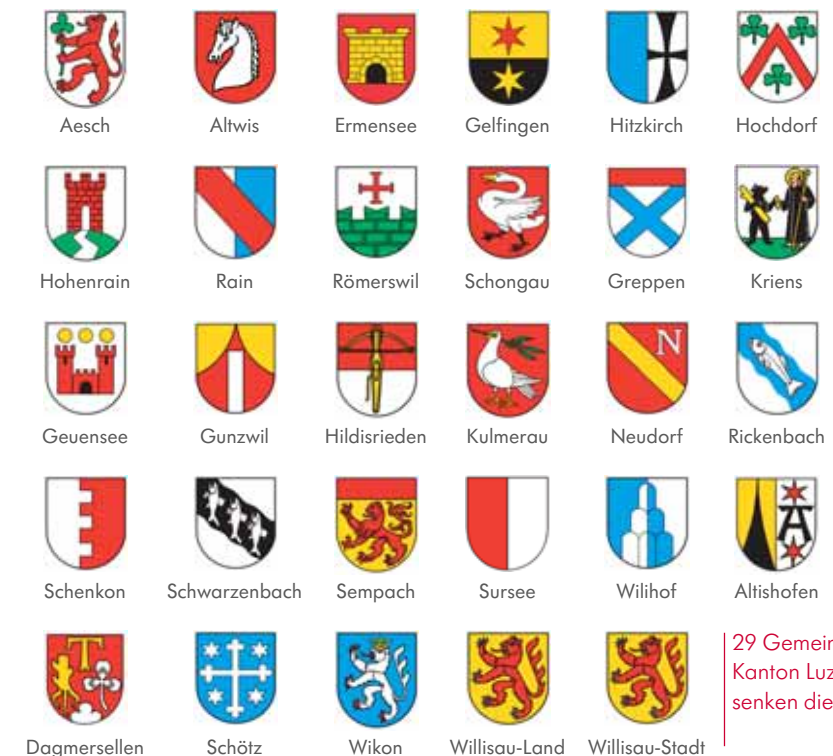 Aesch Altwis Ermensee Gelfingen Hitzkirch Hochdorf
Hohenrain Rain Römerswil Schongau Greppen Kriens
N
Geuensee Gunzwil Hildisrieden Kulmerau Neudorf Rickenbach
A
Schenkon Schwarzenbach Sempach Sursee Wilihof Altishofen
T
29 Gemein
Kanton Luz
senken die
Dagmersellen Schötz Wikon Willisau-Land Willisau-Stadt